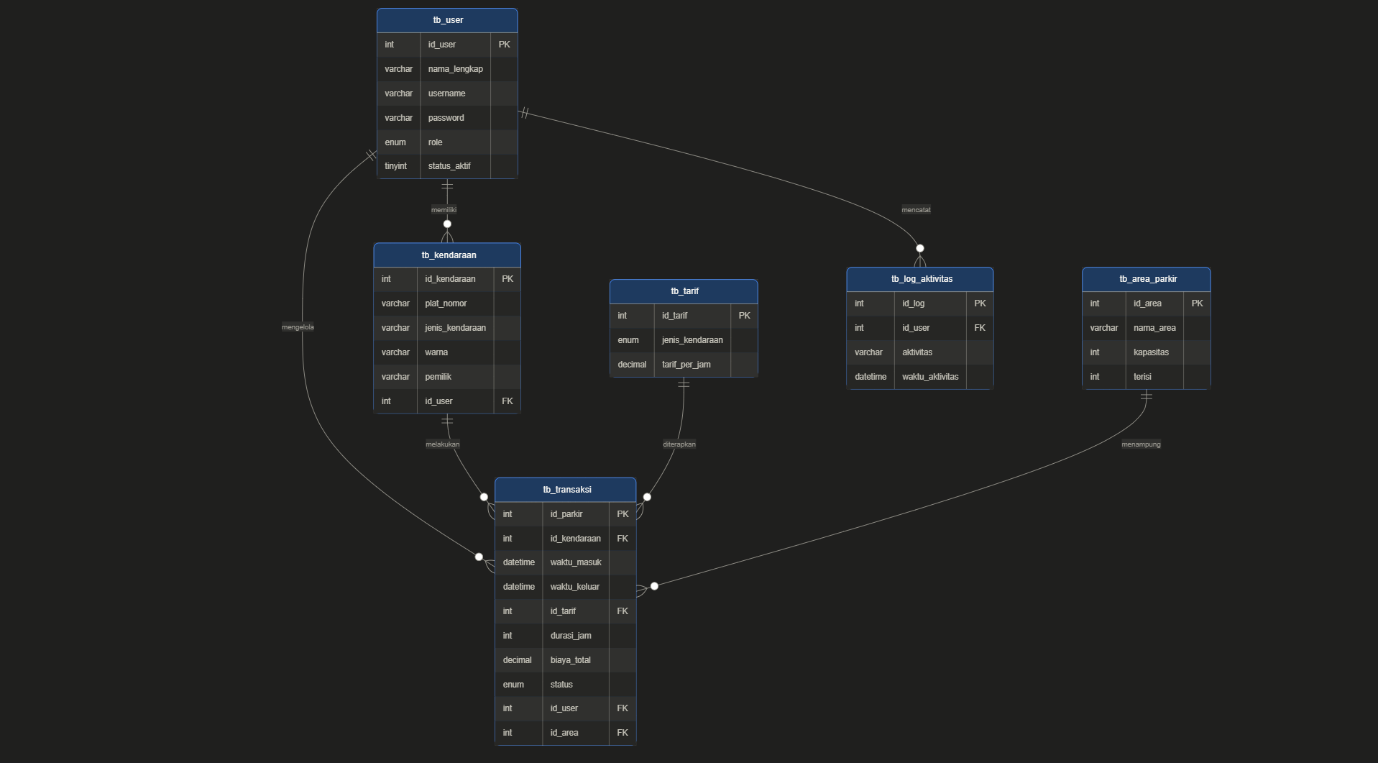 tb_user
int id_user PK
varchar nama_lengkap
varchar username
varchar password
enum role
tinyint status_aktif
memiliki
mencatat
mengelola
tb_kendaraan
int id_kendaraan PK
varchar plat_nomor
varchar jenis_kendaraan
varchar warna
varchar pemilik
int id_user FK
tb_tarif
int id_tarif PK
enum jenis_kendaraan
decimal tarif_per_jam
tb_log_aktivitas
int id_log PK
int id_user FK
varchar aktivitas
datetime waktu_aktivitas
tb_area_parkir
int id_area PK
varchar nama_area
int kapasitas
int terisi
melakukan
diterapkan
menampung
tb_transaksi
int id_parkir PK
int id_kendaraan FK
datetime waktu_masuk
datetime waktu_keluar
int id_tarif FK
int durasi_jam
decimal biaya_total
enum status
int id_user FK
int id_area FK